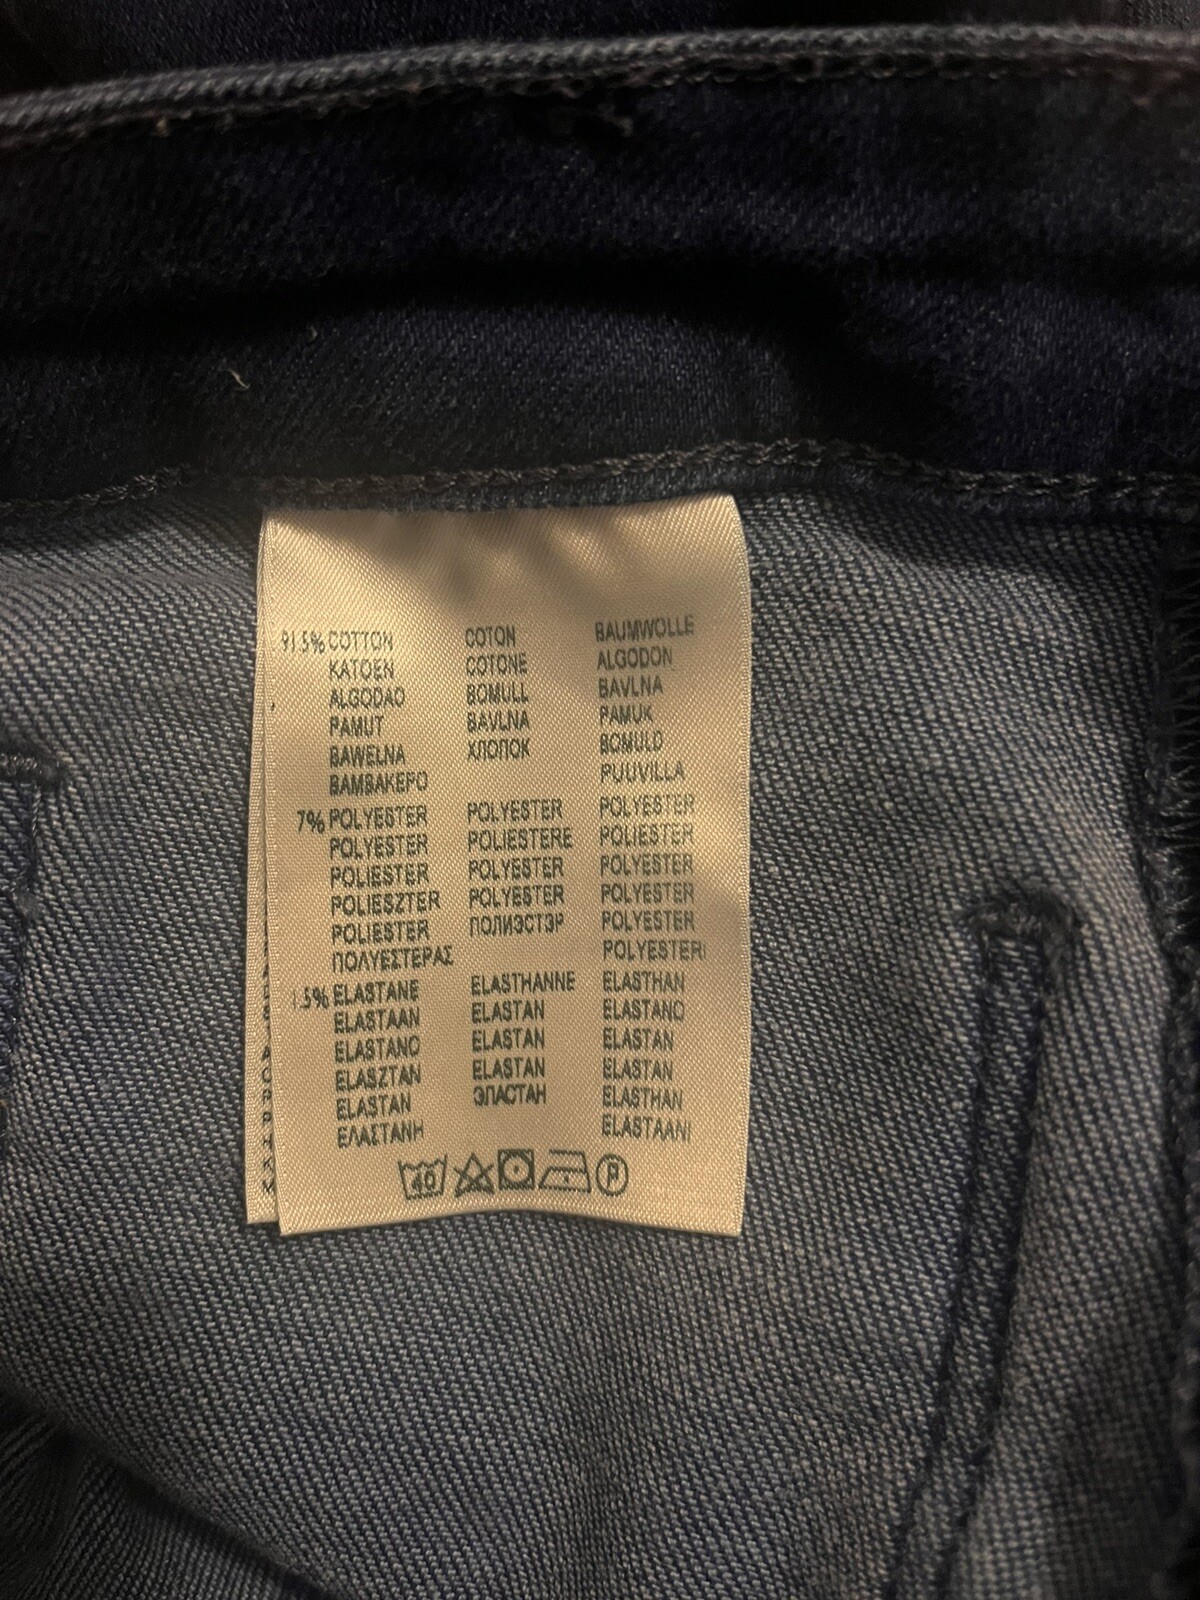 91.5% COTTON COTON BAUMWOLLE
KATOEN COTONE ALGODON
ALGODAO BOMULL BAVLNA
PAMUT BAVLNA PAMUK
BAWELNA ХЛОПОК BOMULD
ΒΑΜΒΑΚΕΡΟ PUUVILLA
7% POLYESTER POLYESTER POLYESTER
POLYESTER POLIESTERE POLIESTER
POLIESTER POLYESTER POLYESTER
POLIESZTER POLYESTER POLYESTER
POLIESTER ПОЛИЭСТЭР POLYESTER
ΠΟΛΥΕΣΤΕΡΑΣ POLYESTERI
1.5% ELASTANE ELASTHANNE ELASTHAN
ELASTAAN ELASTAN ELASTANO
ELASTANO ELASTAN ELASTAN
ELASZTAN ELASTAN ELASTAN
ELASTAN ЭЛАСТАН ELASTHAN
ΕΛΑΣΤΑΝΗ ELASTAANI
40 P